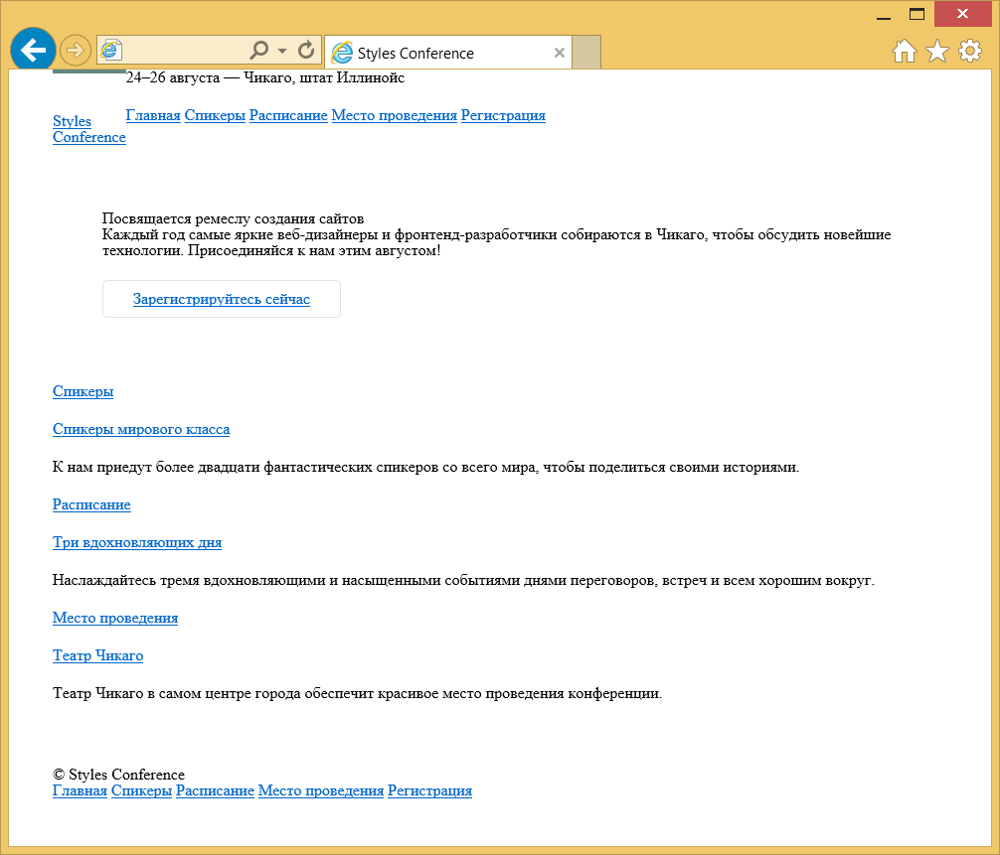 Styles Conference
24–26 августа — Чикаго, штат Иллинойс
Styles
Conference
Главная Спикеры Расписание Место проведения Регистрация
Посвящается ремеслу создания сайтов
Каждый год самые яркие веб-дизайнеры и фронтенд-разработчики собираются в Чикаго, чтобы обсудить новейшие
технологии. Присоединяйся к нам этим августом!
Зарегистрируйтесь сейчас
Спикеры
Спикеры мирового класса
К нам приедут более двадцати фантастических спикеров со всего мира, чтобы поделиться своими историями.
Расписание
Три вдохновляющих дня
Наслаждайтесь тремя вдохновляющими и насыщенными событиями днями переговоров, встреч и всем хорошим вокруг.
Место проведения
Театр Чикаго
Театр Чикаго в самом центре города обеспечит красивое место проведения конференции.
© Styles Conference
Главная Спикеры Расписание Место проведения Регистрация